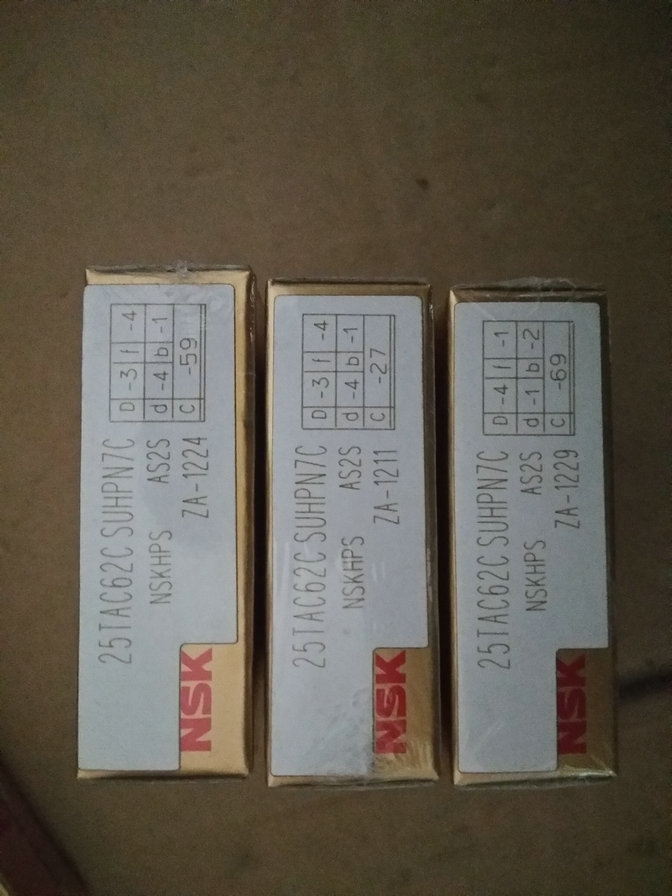 25TAC62C SUHPN7C
NSKHPS AS2S
ZA-1224
D -3 f -4
d -4 b -1
C -59
NSK
25TAC62C SUHPN7C
NSKHPS AS2S
ZA-1211
D -3 f -4
d -4 b -1
C -27
NSK
25TAC62C SUHPN7C
NSKHPS AS2S
ZA-1229
D -4 f -1
d -1 b -2
C -69
NSK